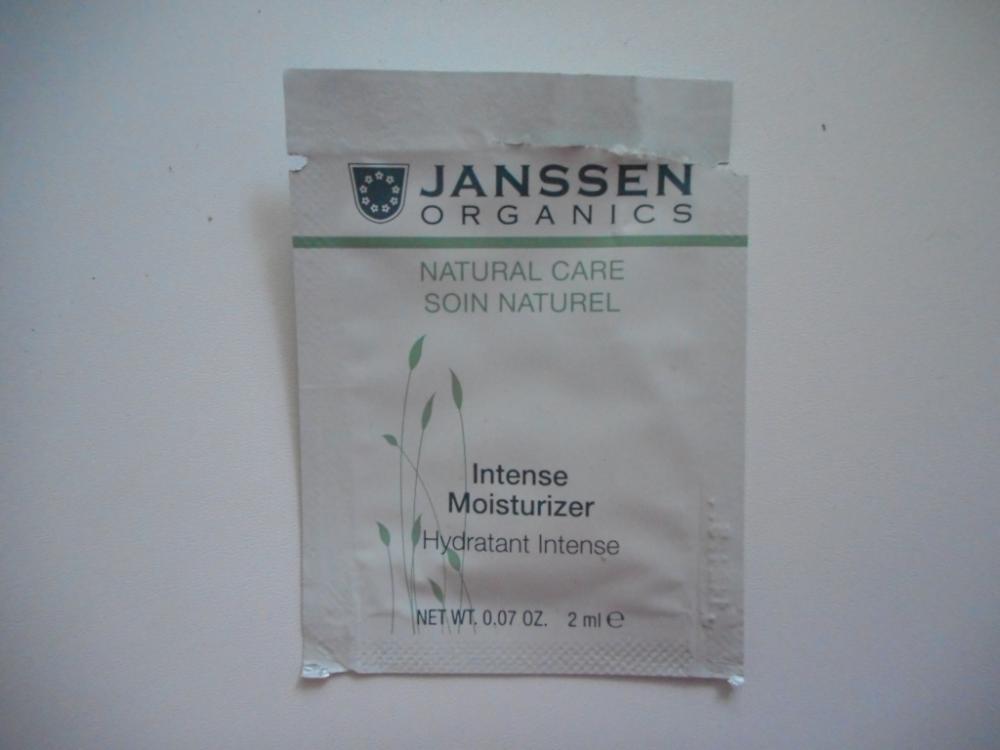 JANSSEN
ORGANICS
NATURAL CARE
SOIN NATUREL
Intense
Moisturizer
Hydratant Intense
NET WT. 0.07 OZ. 2 ml ℮